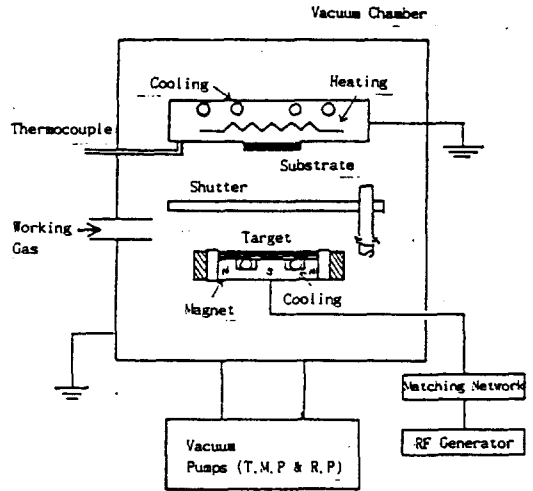 Vacuum Chamber
Cooling
Heating
Thermocouple
Substrate
Shutter
Working
Gas
Target
Magnet
Cooling
Matching Network
RF Generator
Vacuum
Pumps (T.M.P & R.P)